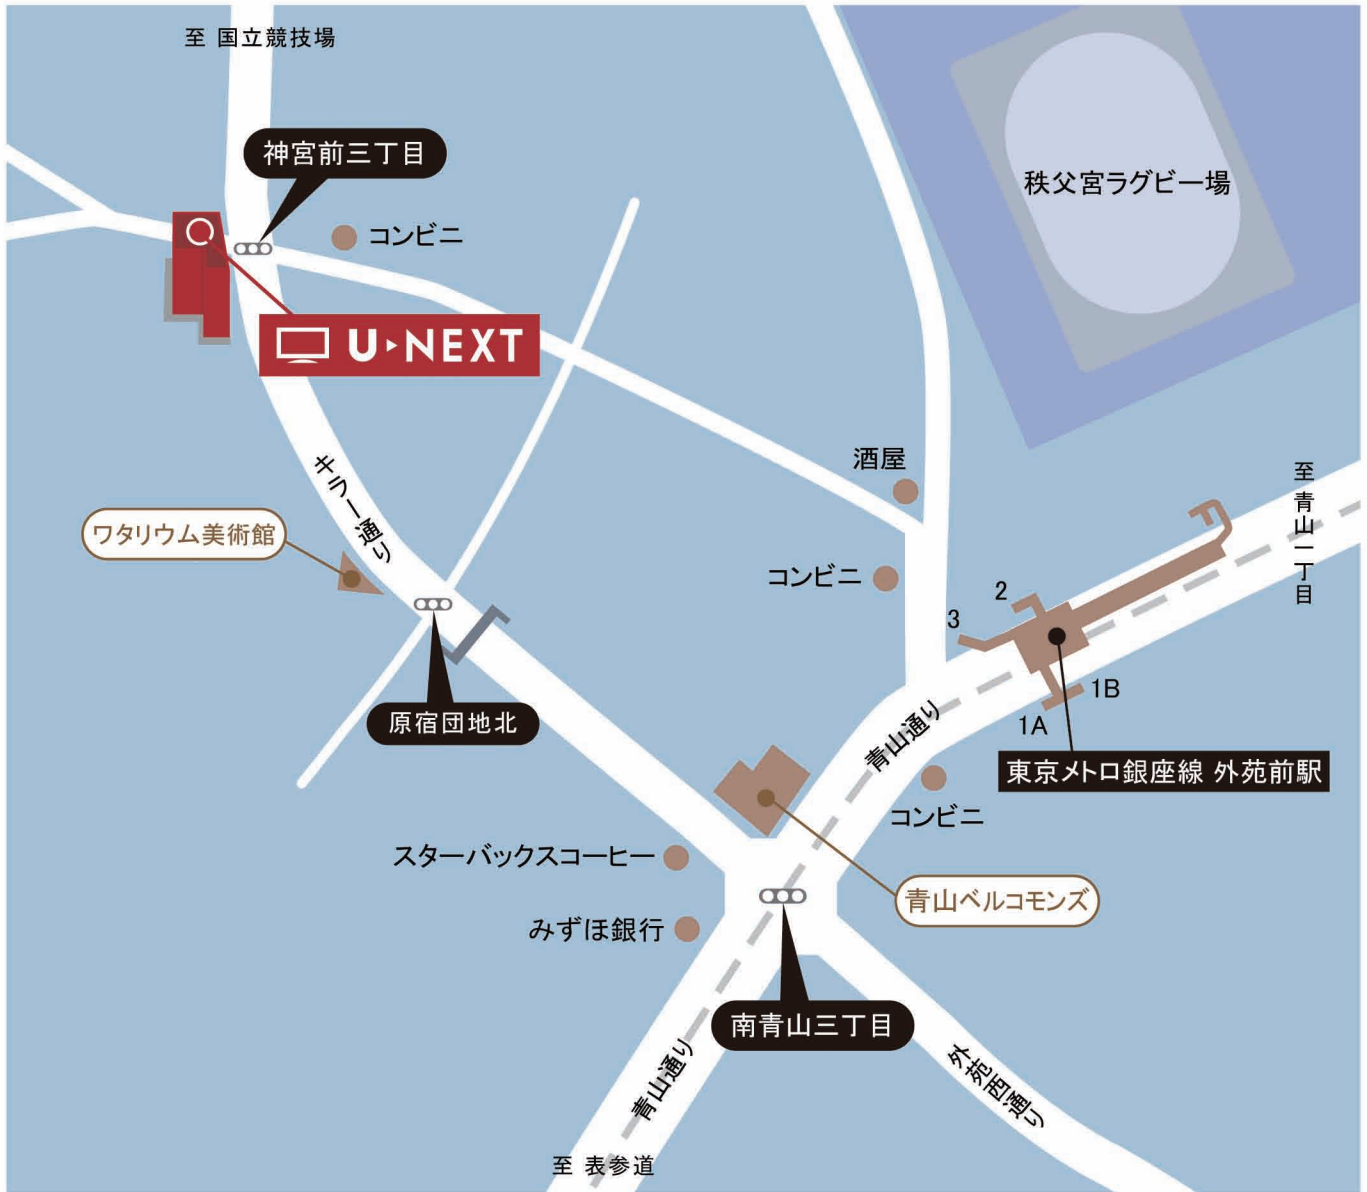 至 国立競技場
神宮前三丁目
コンビニ
秩父宮ラグビー場
U▸NEXT
キラー通り
酒屋
至 青山一丁目
ワタリウム美術館
コンビニ
2
3
1B
1A
原宿団地北
青山通り
東京メトロ銀座線 外苑前駅
コンビニ
スターバックスコーヒー
青山ベルコモンズ
みずほ銀行
南青山三丁目
青山通り
外苑西通り
至 表参道